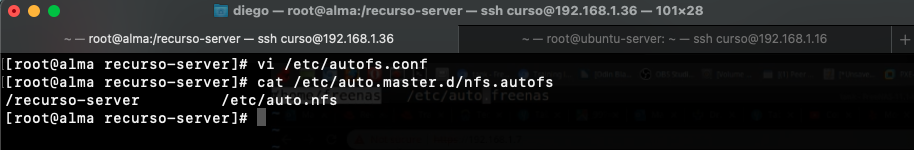 diego — root@alma:/recurso-server — ssh curso@192.168.1.36 — 101×28
~ — root@alma:/recurso-server — ssh curso@192.168.1.36
~ — root@ubuntu-server: ~ — ssh curso@192.168.1.16
+
[[root@alma recurso-server]# vi /etc/autofs.conf
[[root@alma recurso-server]# cat /etc/auto.master.d/nfs.autofs
/recurso-server /etc/auto.nfs
[root@alma recurso-server]#
/etc/auto.freenas